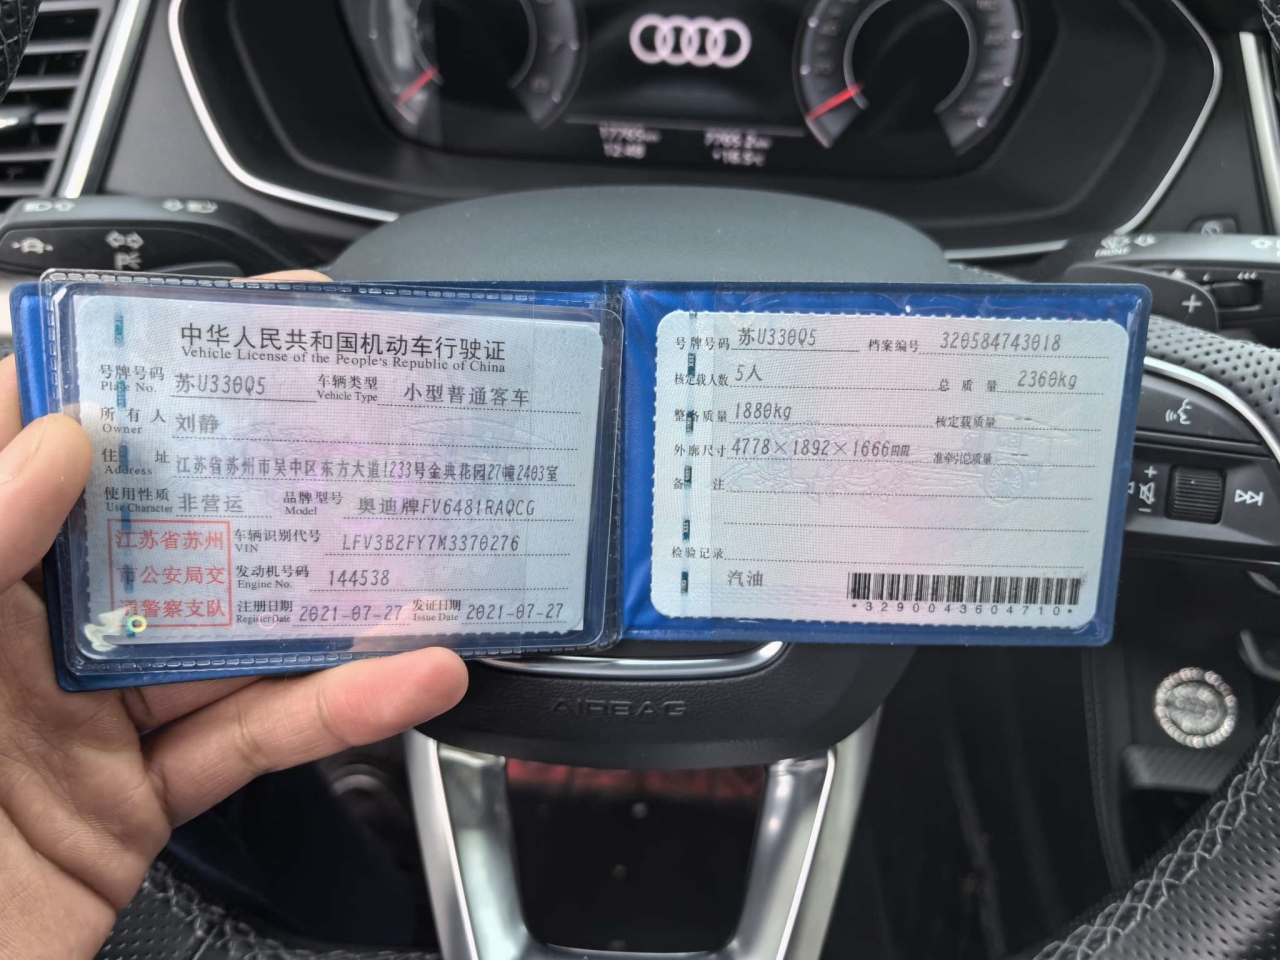 中华人民共和国机动车行驶证
Vehicle License of the People's Republic of China
号牌号码 苏U330Q5 车辆类型 小型普通客车
Plate No. Vehicle Type
所有人 刘静
Owner
住址 江苏省苏州市吴中区东方大道1233号金典花园27幢2403室
Address
使用性质 非营运 品牌型号 奥迪牌FV6481RAQCG
Use Character Model
江苏省苏州
市公安局交
通警察支队
车辆识别代号 LFV3B2FY7M3370276
VIN
发动机号码 144538
Engine No.
注册日期 2021-07-27 发证日期 2021-07-27
Register Date Issue Date
号牌号码 苏U330Q5 档案编号 320584743018
核定载人数 5人 总质量 2360kg
整备质量 1880kg 核定载质量 --
外廓尺寸 4778×1892×1666mm 准牵引总质量 --
备注
检验记录
汽油
*3290043604710*
AIRBAG